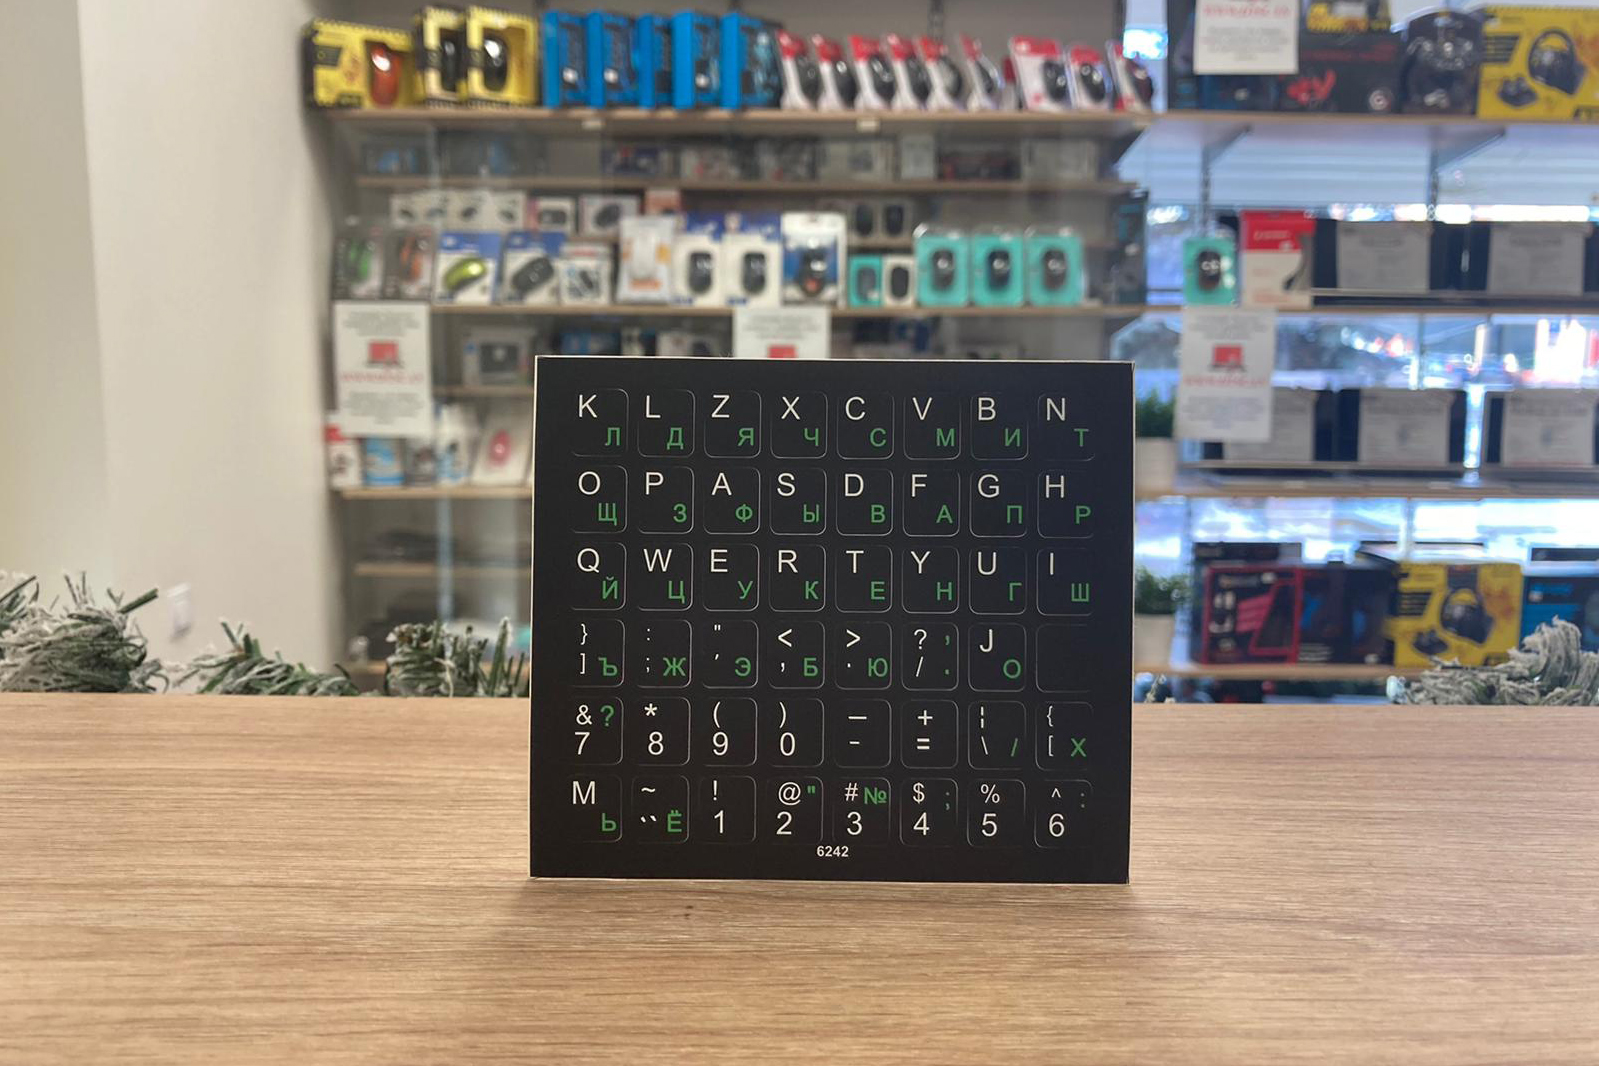 K Л L Д Z Я X Ч C С V М B И N Т
O Щ P З A Ф S Ы D В F А G П H Р
Q Й W Ц E У R К T Е Y Н U Г I Ш
} ] Ъ : ; Ж " ' Э < , Б > . Ю ? / , . J О
& ? 7 * 8 ( 9 ) 0 — - + = ¦ \ / { [ Х
M Ь ~ `` Ё ! 1 @ " 2 # № 3 $ ; 4 % 5 ^ : 6
6242